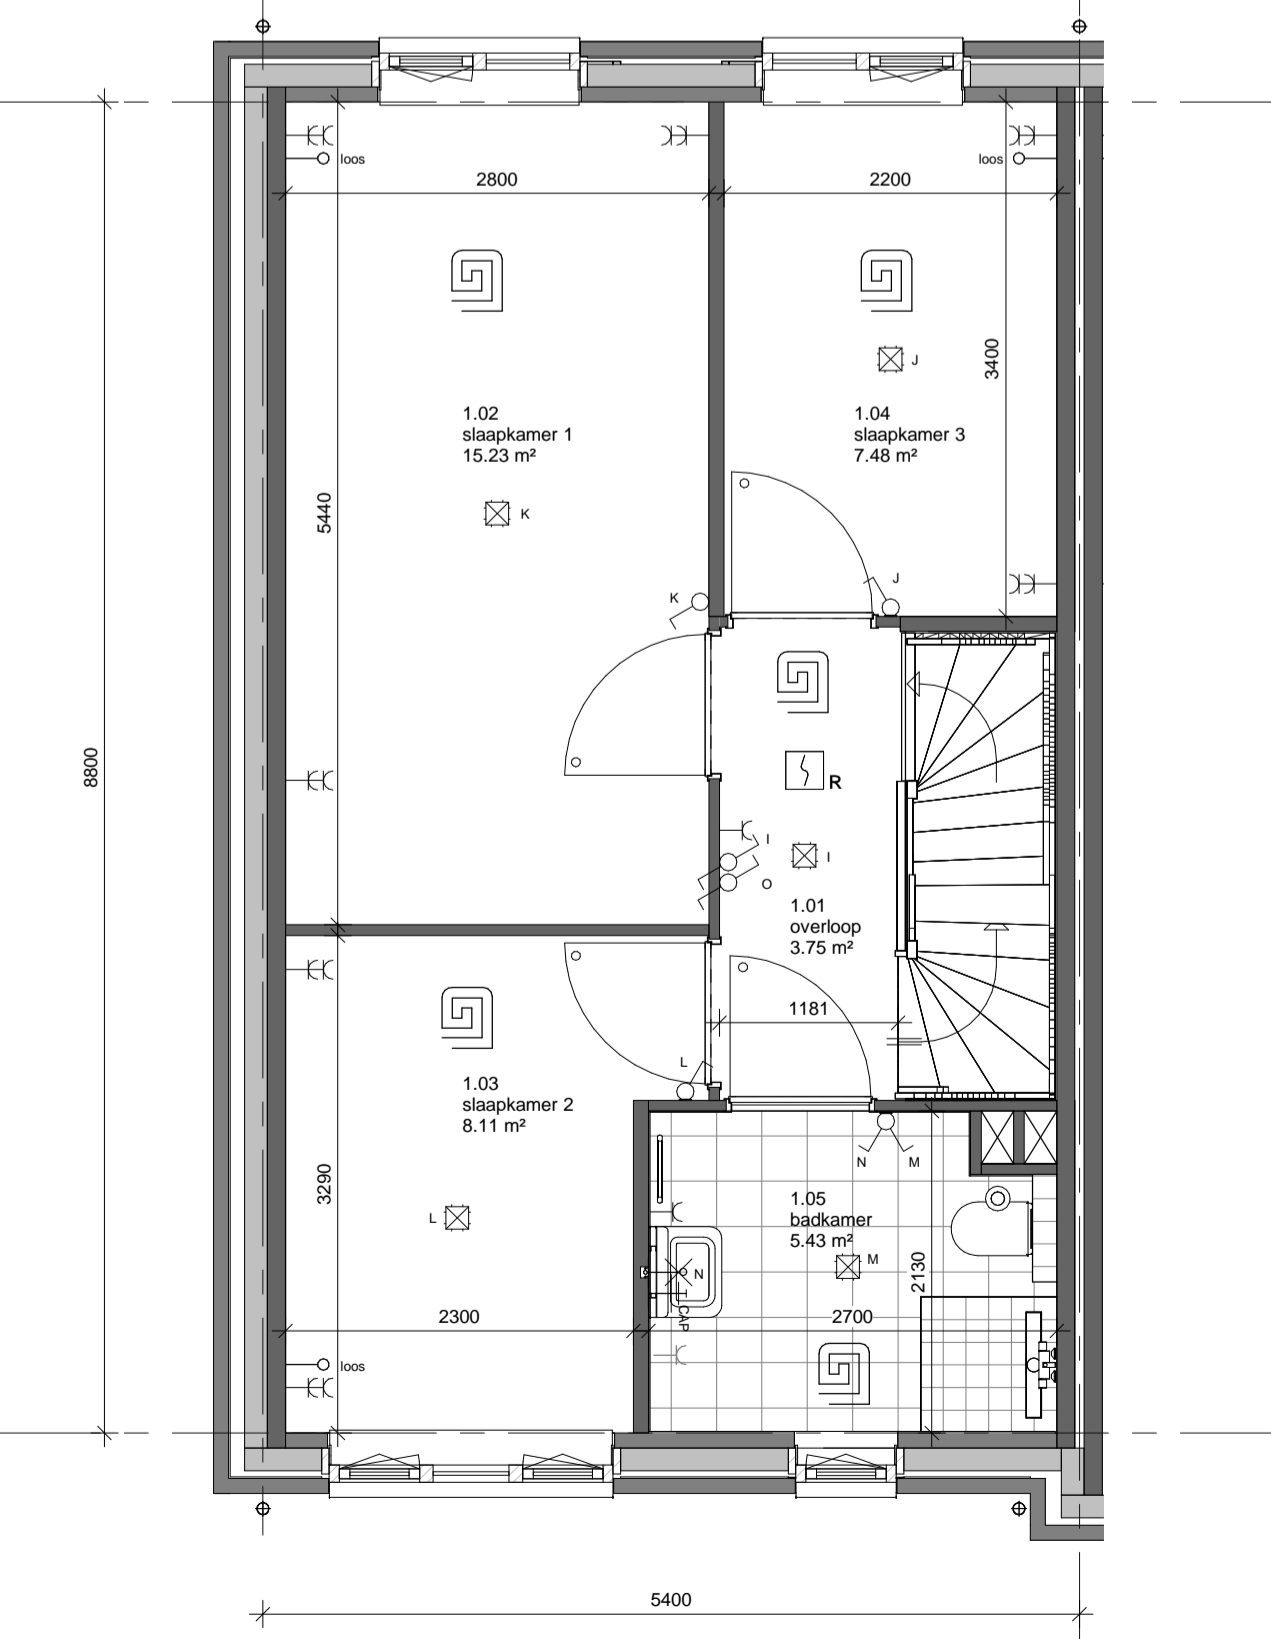 loos
loos
2800
2200
3400
J
1.02
slaapkamer 1
15.23 m²
1.04
slaapkamer 3
7.48 m²
5440
K
J
K
8800
R
I
I
O
1.01
overloop
3.75 m²
1181
L
1.03
slaapkamer 2
8.11 m²
N
M
3290
L
1.05
badkamer
5.43 m²
M
2130
N
CAP
2300
2700
loos
5400